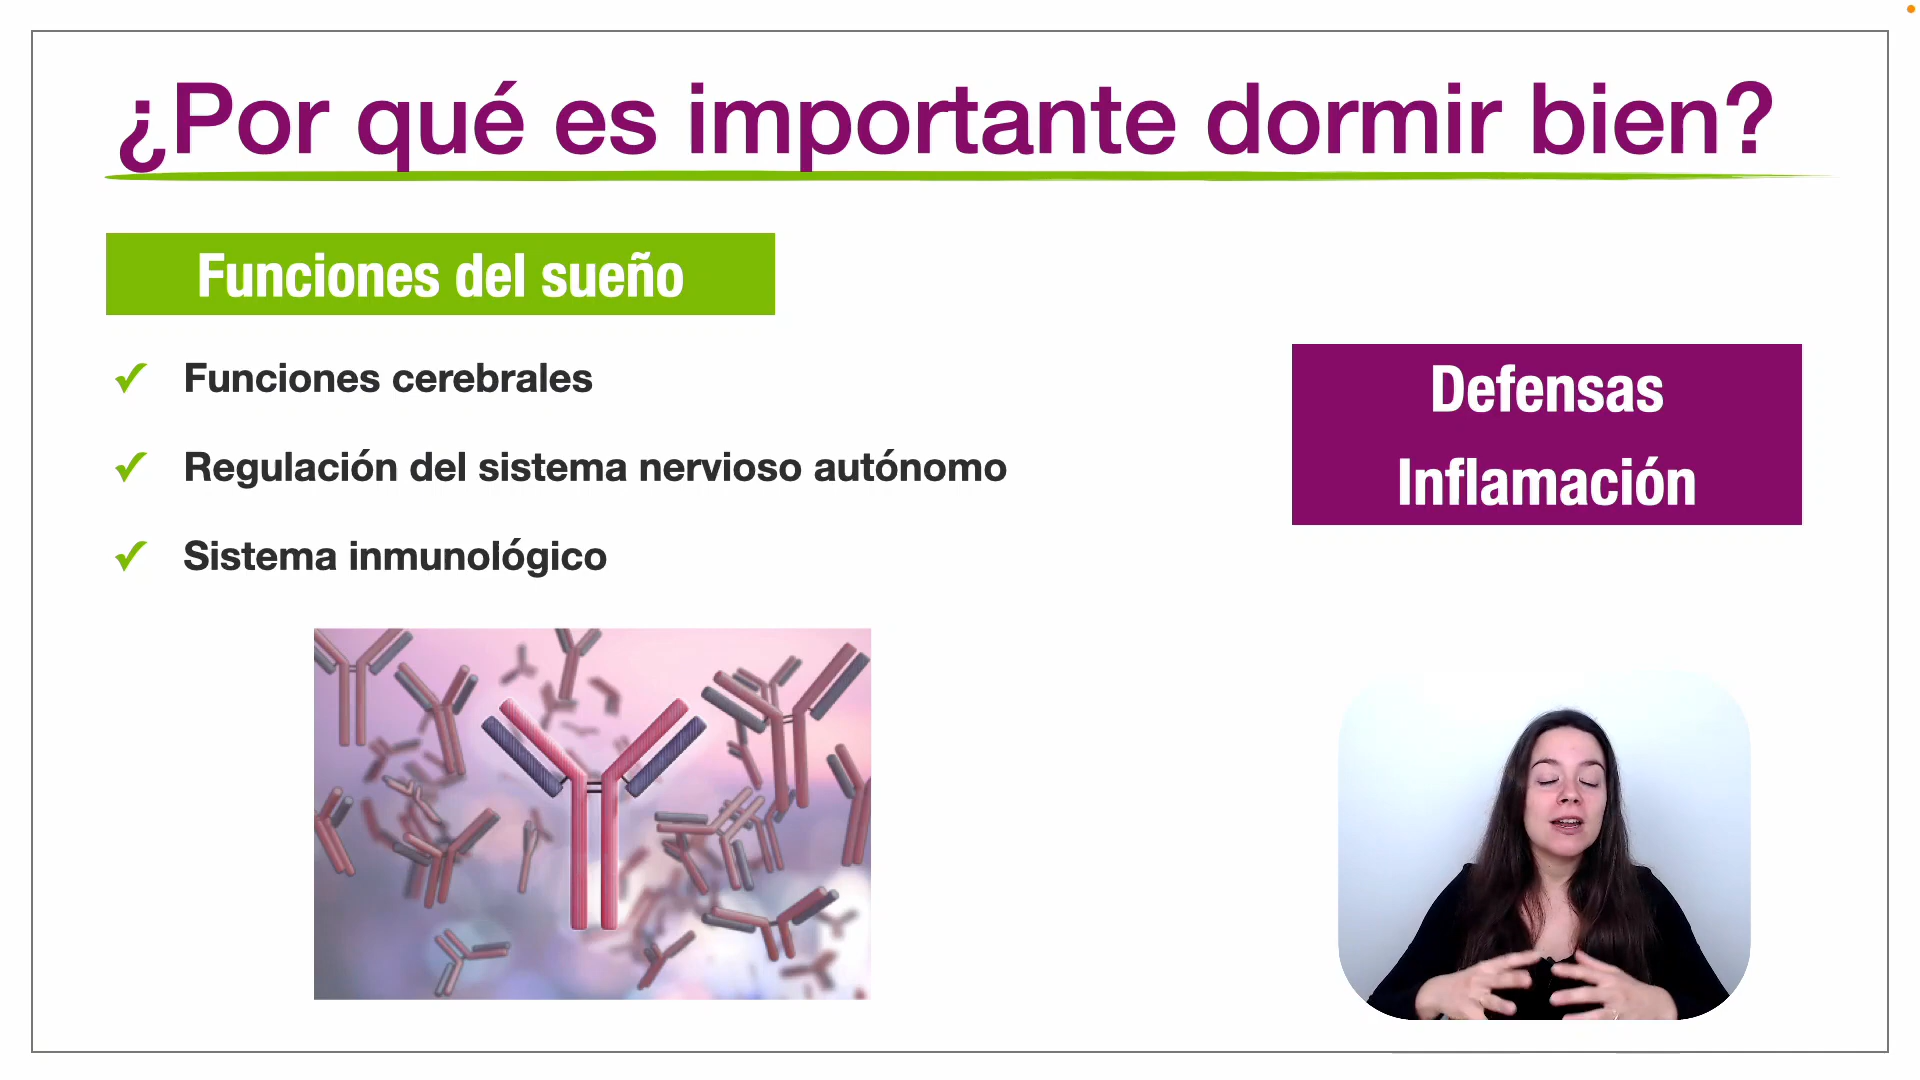 ¿Por qué es importante dormir bien?
Funciones del sueño
✓ Funciones cerebrales
✓ Regulación del sistema nervioso autónomo
✓ Sistema inmunológico
Defensas
Inflamación